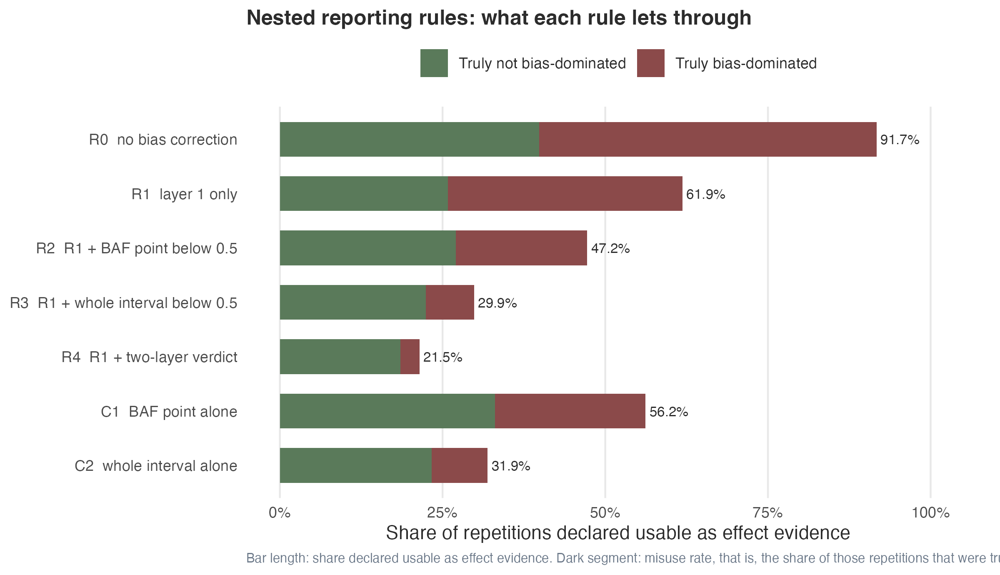 Nested reporting rules: what each rule lets through
Truly not bias-dominated
Truly bias-dominated
R0 no bias correction
91.7%
R1 layer 1 only
61.9%
R2 R1 + BAF point below 0.5
47.2%
R3 R1 + whole interval below 0.5
29.9%
R4 R1 + two-layer verdict
21.5%
C1 BAF point alone
56.2%
C2 whole interval alone
31.9%
0%
25%
50%
75%
100%
Share of repetitions declared usable as effect evidence
Bar length: share declared usable as effect evidence. Dark segment: misuse rate, that is, the share of those repetitions that were